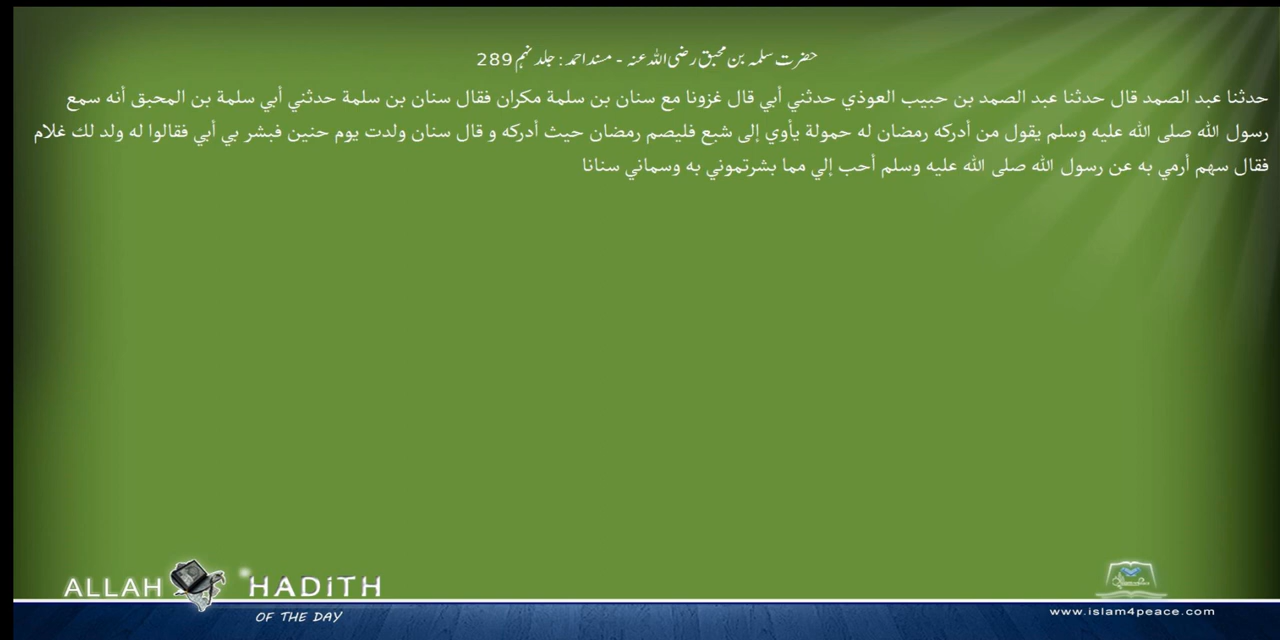 حضرت سلمہ بن محبق رضی اللہ عنہ - مسند احمد : جلد نہم 289
حدثنا عبد الصمد قال حدثنا عبد الصمد بن حبيب العوذي حدثني أبي قال غزونا مع سنان بن سلمة مكران فقال سنان بن سلمة حدثني أبي سلمة بن المحبق أنه سمع
رسول الله صلى الله عليه وسلم يقول من أدركه رمضان له حمولة يأوي إلى شبع فليصم رمضان حيث أدركه و قال سنان ولدت يوم حنين فبشر بي أبي فقالوا له ولد لك غلام
فقال سهم أرمي به عن رسول الله صلى الله عليه وسلم أحب إلي مما بشرتموني به وسماني سنانا
ALLAH HADITH
OF THE DAY
www.islam4peace.com